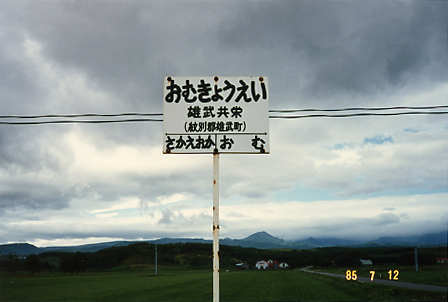 おむきょうえい
雄武共栄
(紋別郡雄武町)
さかえおか おむ
85 7 12